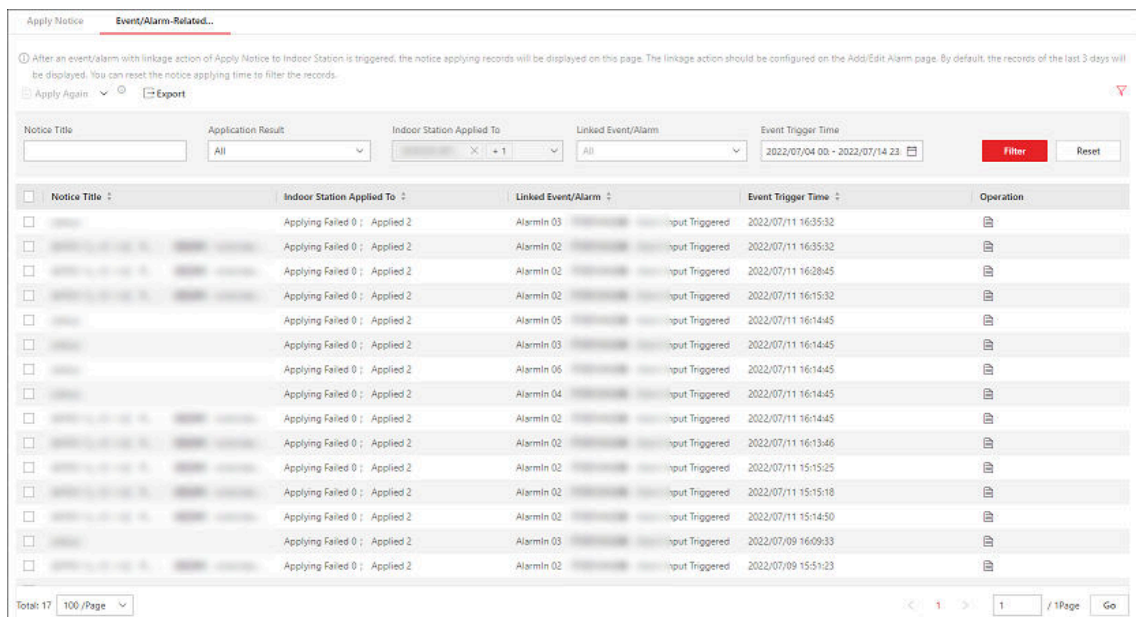 Apply Notice Event/Alarm-Related...
After an event/alarm with linkage action of Apply Notice to Indoor Station is triggered, the notice applying records will be displayed on this page. The linkage action should be configured on the Add/Edit Alarm page. By default, the records of the last 3 days will
be displayed. You can reset the notice applying time to filter the records.
Apply Again Export
Notice Title Application Result Indoor Station Applied To Linked Event/Alarm Event Trigger Time
All × + 1 All 2022/07/04 00: - 2022/07/14 23: Filter Reset
Notice Title Indoor Station Applied To Linked Event/Alarm Event Trigger Time Operation
Applying Failed 0 ; Applied 2 AlarmIn 03 nput Triggered 2022/07/11 16:35:32
Applying Failed 0 ; Applied 2 AlarmIn 02 nput Triggered 2022/07/11 16:35:32
Applying Failed 0 ; Applied 2 AlarmIn 02 nput Triggered 2022/07/11 16:28:45
Applying Failed 0 ; Applied 2 AlarmIn 02 nput Triggered 2022/07/11 16:15:32
Applying Failed 0 ; Applied 2 AlarmIn 05 nput Triggered 2022/07/11 16:14:45
Applying Failed 0 ; Applied 2 AlarmIn 03 nput Triggered 2022/07/11 16:14:45
Applying Failed 0 ; Applied 2 AlarmIn 06 nput Triggered 2022/07/11 16:14:45
Applying Failed 0 ; Applied 2 AlarmIn 04 nput Triggered 2022/07/11 16:14:45
Applying Failed 0 ; Applied 2 AlarmIn 02 nput Triggered 2022/07/11 16:14:45
Applying Failed 0 ; Applied 2 AlarmIn 02 nput Triggered 2022/07/11 16:13:46
Applying Failed 0 ; Applied 2 AlarmIn 02 nput Triggered 2022/07/11 15:15:25
Applying Failed 0 ; Applied 2 AlarmIn 02 nput Triggered 2022/07/11 15:15:18
Applying Failed 0 ; Applied 2 AlarmIn 02 nput Triggered 2022/07/11 15:14:50
Applying Failed 0 ; Applied 2 AlarmIn 03 nput Triggered 2022/07/09 16:09:33
Applying Failed 0 ; Applied 2 AlarmIn 02 nput Triggered 2022/07/09 15:51:23
Total: 17 100 /Page < 1 > 1 / 1Page Go